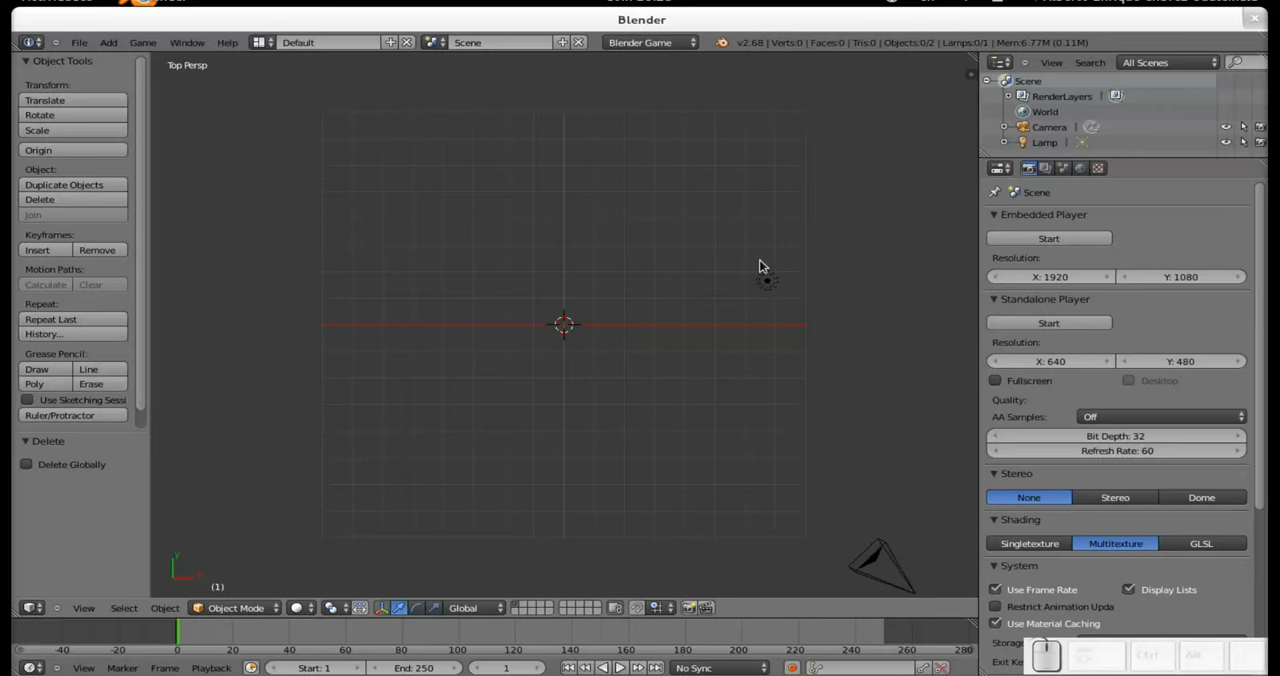 Blender
File Add Game Window Help Default Scene Blender Game v2.68 | Verts:0 | Faces:0 | Tris:0 | Objects:0/2 | Lamps:0/1 | Mem:6.77M (0.11M)
Object Tools
Transform:
Translate
Rotate
Scale
Origin
Object:
Duplicate Objects
Delete
Join
Keyframes:
Insert Remove
Motion Paths:
Calculate Clear
Repeat:
Repeat Last
History...
Grease Pencil:
Draw Line
Poly Erase
Use Sketching Sessi
Ruler/Protractor
Delete
Delete Globally
Top Persp
y
(1)
View Select Object Object Mode Global
-40 -20 0 20 40 60 80 100 120 140 160 180 200 220 240 260 280
View Marker Frame Playback Start: 1 End: 250 1 No Sync
View Search All Scenes
Scene
RenderLayers
World
Camera
Lamp
Scene
Embedded Player
Start
Resolution:
X: 1920 Y: 1080
Standalone Player
Start
Resolution:
X: 640 Y: 480
Fullscreen Desktop
Quality:
AA Samples: Off
Bit Depth: 32
Refresh Rate: 60
Stereo
None Stereo Dome
Shading
Singletexture Multitexture GLSL
System
Use Frame Rate Display Lists
Restrict Animation Upda
Use Material Caching
Storag
Exit Ke
Ctrl Alt